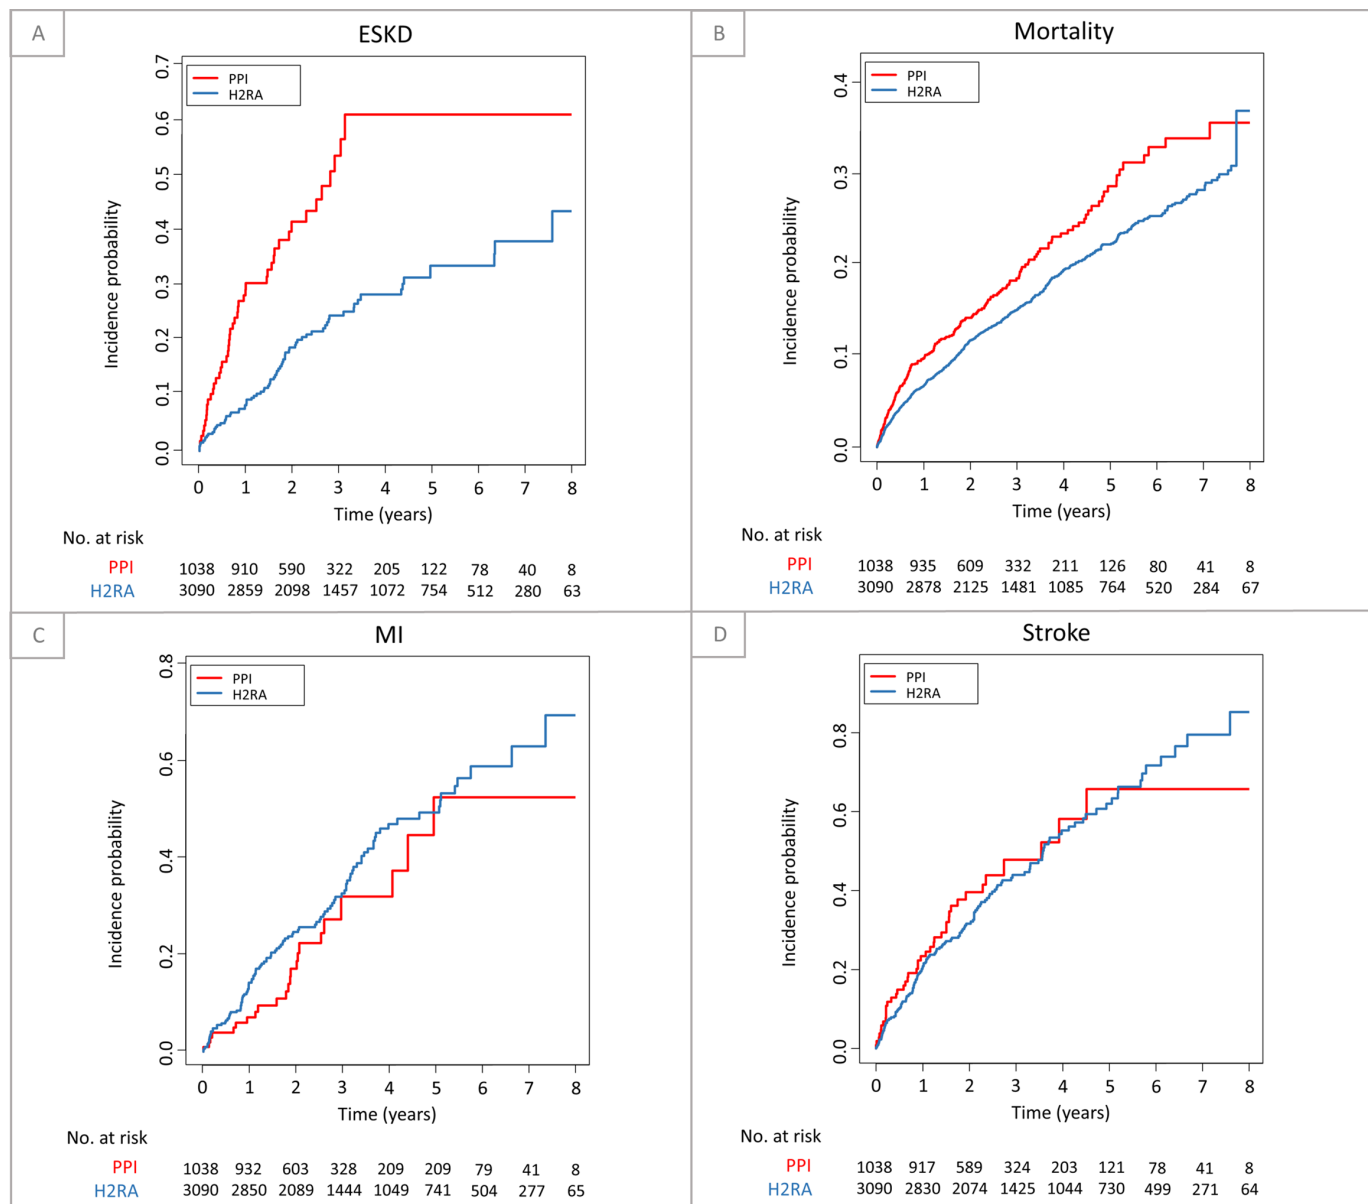 A
ESKD
PPI
H2RA
0.7
0.6
0.5
0.4
0.3
0.2
0.1
0.0
Incidence probability
0 1 2 3 4 5 6 7 8
Time (years)
No. at risk
PPI 1038 910 590 322 205 122 78 40 8
H2RA 3090 2859 2098 1457 1072 754 512 280 63
B
Mortality
PPI
H2RA
0.4
0.3
0.2
0.1
0.0
Incidence probability
0 1 2 3 4 5 6 7 8
Time (years)
No. at risk
PPI 1038 935 609 332 211 126 80 41 8
H2RA 3090 2878 2125 1481 1085 764 520 284 67
C
MI
PPI
H2RA
0.8
0.6
0.4
0.2
0.0
Incidence probability
0 1 2 3 4 5 6 7 8
Time (years)
No. at risk
PPI 1038 932 603 328 209 209 79 41 8
H2RA 3090 2850 2089 1444 1049 741 504 277 65
D
Stroke
PPI
H2RA
0.8
0.6
0.4
0.2
0.0
Incidence probability
0 1 2 3 4 5 6 7 8
Time (years)
No. at risk
PPI 1038 917 589 324 203 121 78 41 8
H2RA 3090 2830 2074 1425 1044 730 499 271 64